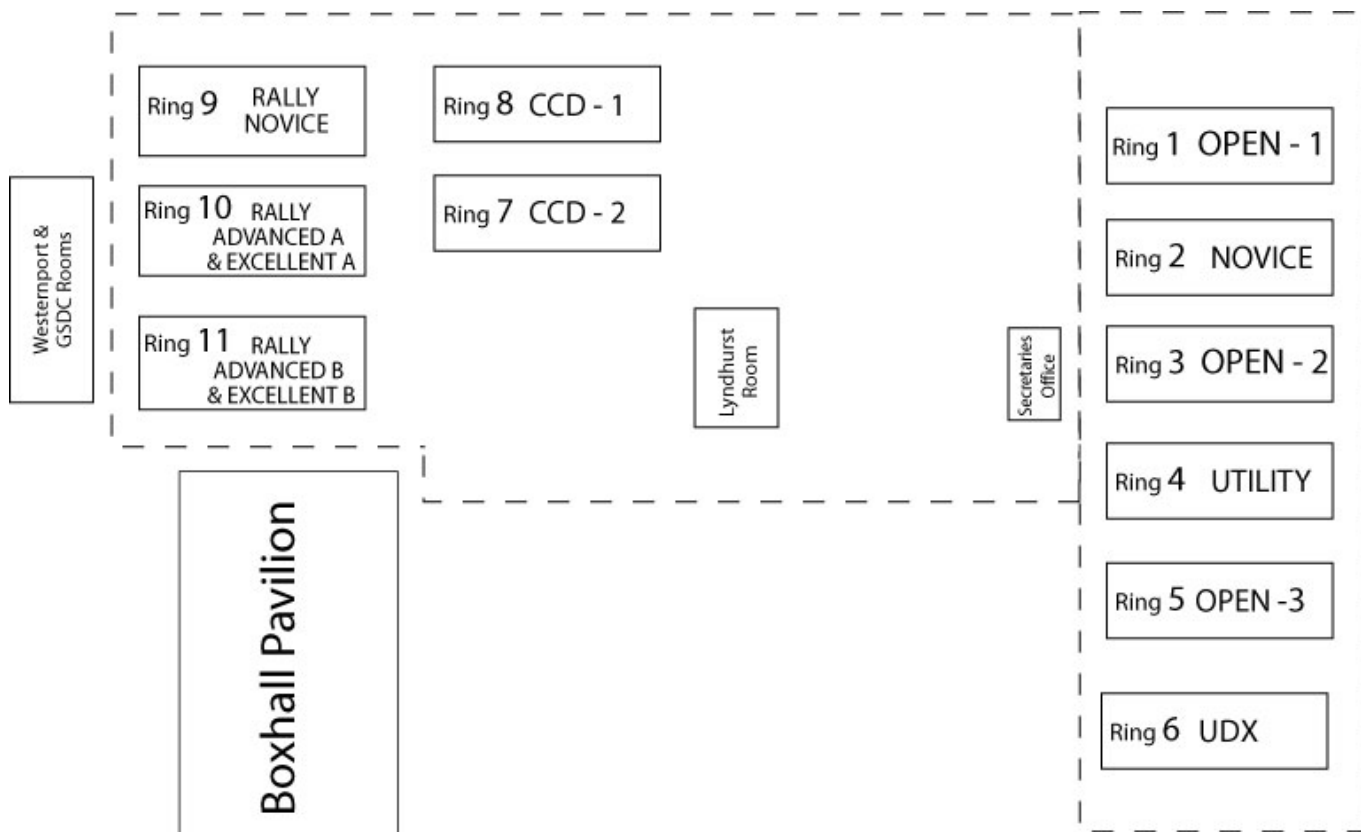 Ring 9 RALLY
NOVICE
Ring 8 CCD - 1
Ring 1 OPEN - 1
Ring 10 RALLY
ADVANCED A
& EXCELLENT A
Ring 7 CCD - 2
Ring 2 NOVICE
Westernport &
GSDC Rooms
Ring 11 RALLY
ADVANCED B
& EXCELLENT B
Lyndhurst
Room
Secretaries
Office
Ring 3 OPEN - 2
Ring 4 UTILITY
Boxhall Pavilion
Ring 5 OPEN -3
Ring 6 UDX